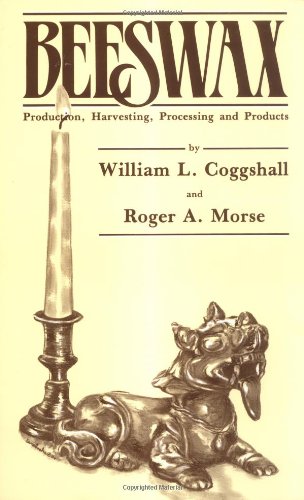 BEESWAX
Production, Harvesting, Processing and Products
by
William L. Coggshall
and
Roger A. Morse